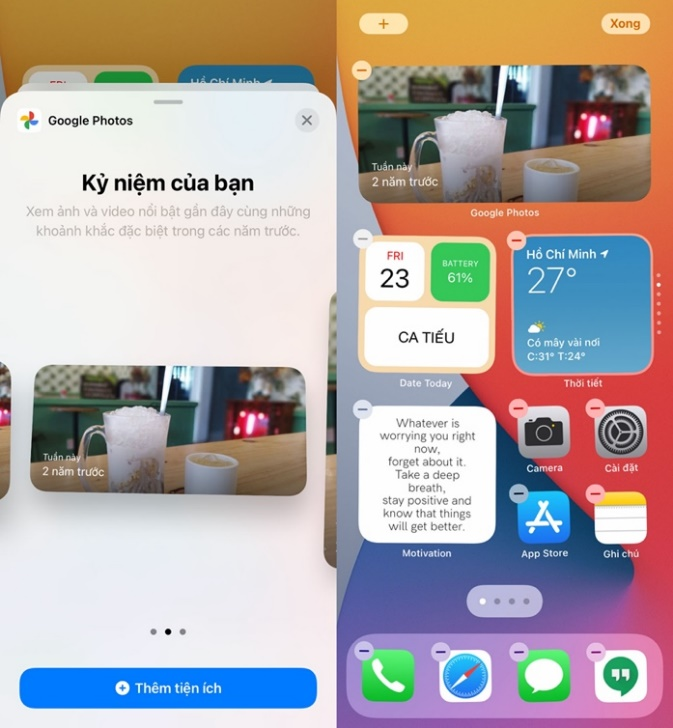 FRI
Hồ Chí Minh
Google Photos
Kỷ niệm của bạn
Xem ảnh và video nổi bật gần đây cùng những
khoảnh khắc đặc biệt trong các năm trước.
Tuần này
2 năm trước
Thêm tiện ích
Xong
Tuần này
2 năm trước
Google Photos
FRI
23
BATTERY
61%
CA TIẾU
Date Today
Hồ Chí Minh
27°
Có mây vài nơi
C:31° T:24°
Thời tiết
Whatever is
worrying you right
now,
forget about it.
Take a deep
breath,
stay positive and
know that things
will get better.
Motivation
Camera
Cài đặt
App Store
Ghi chú